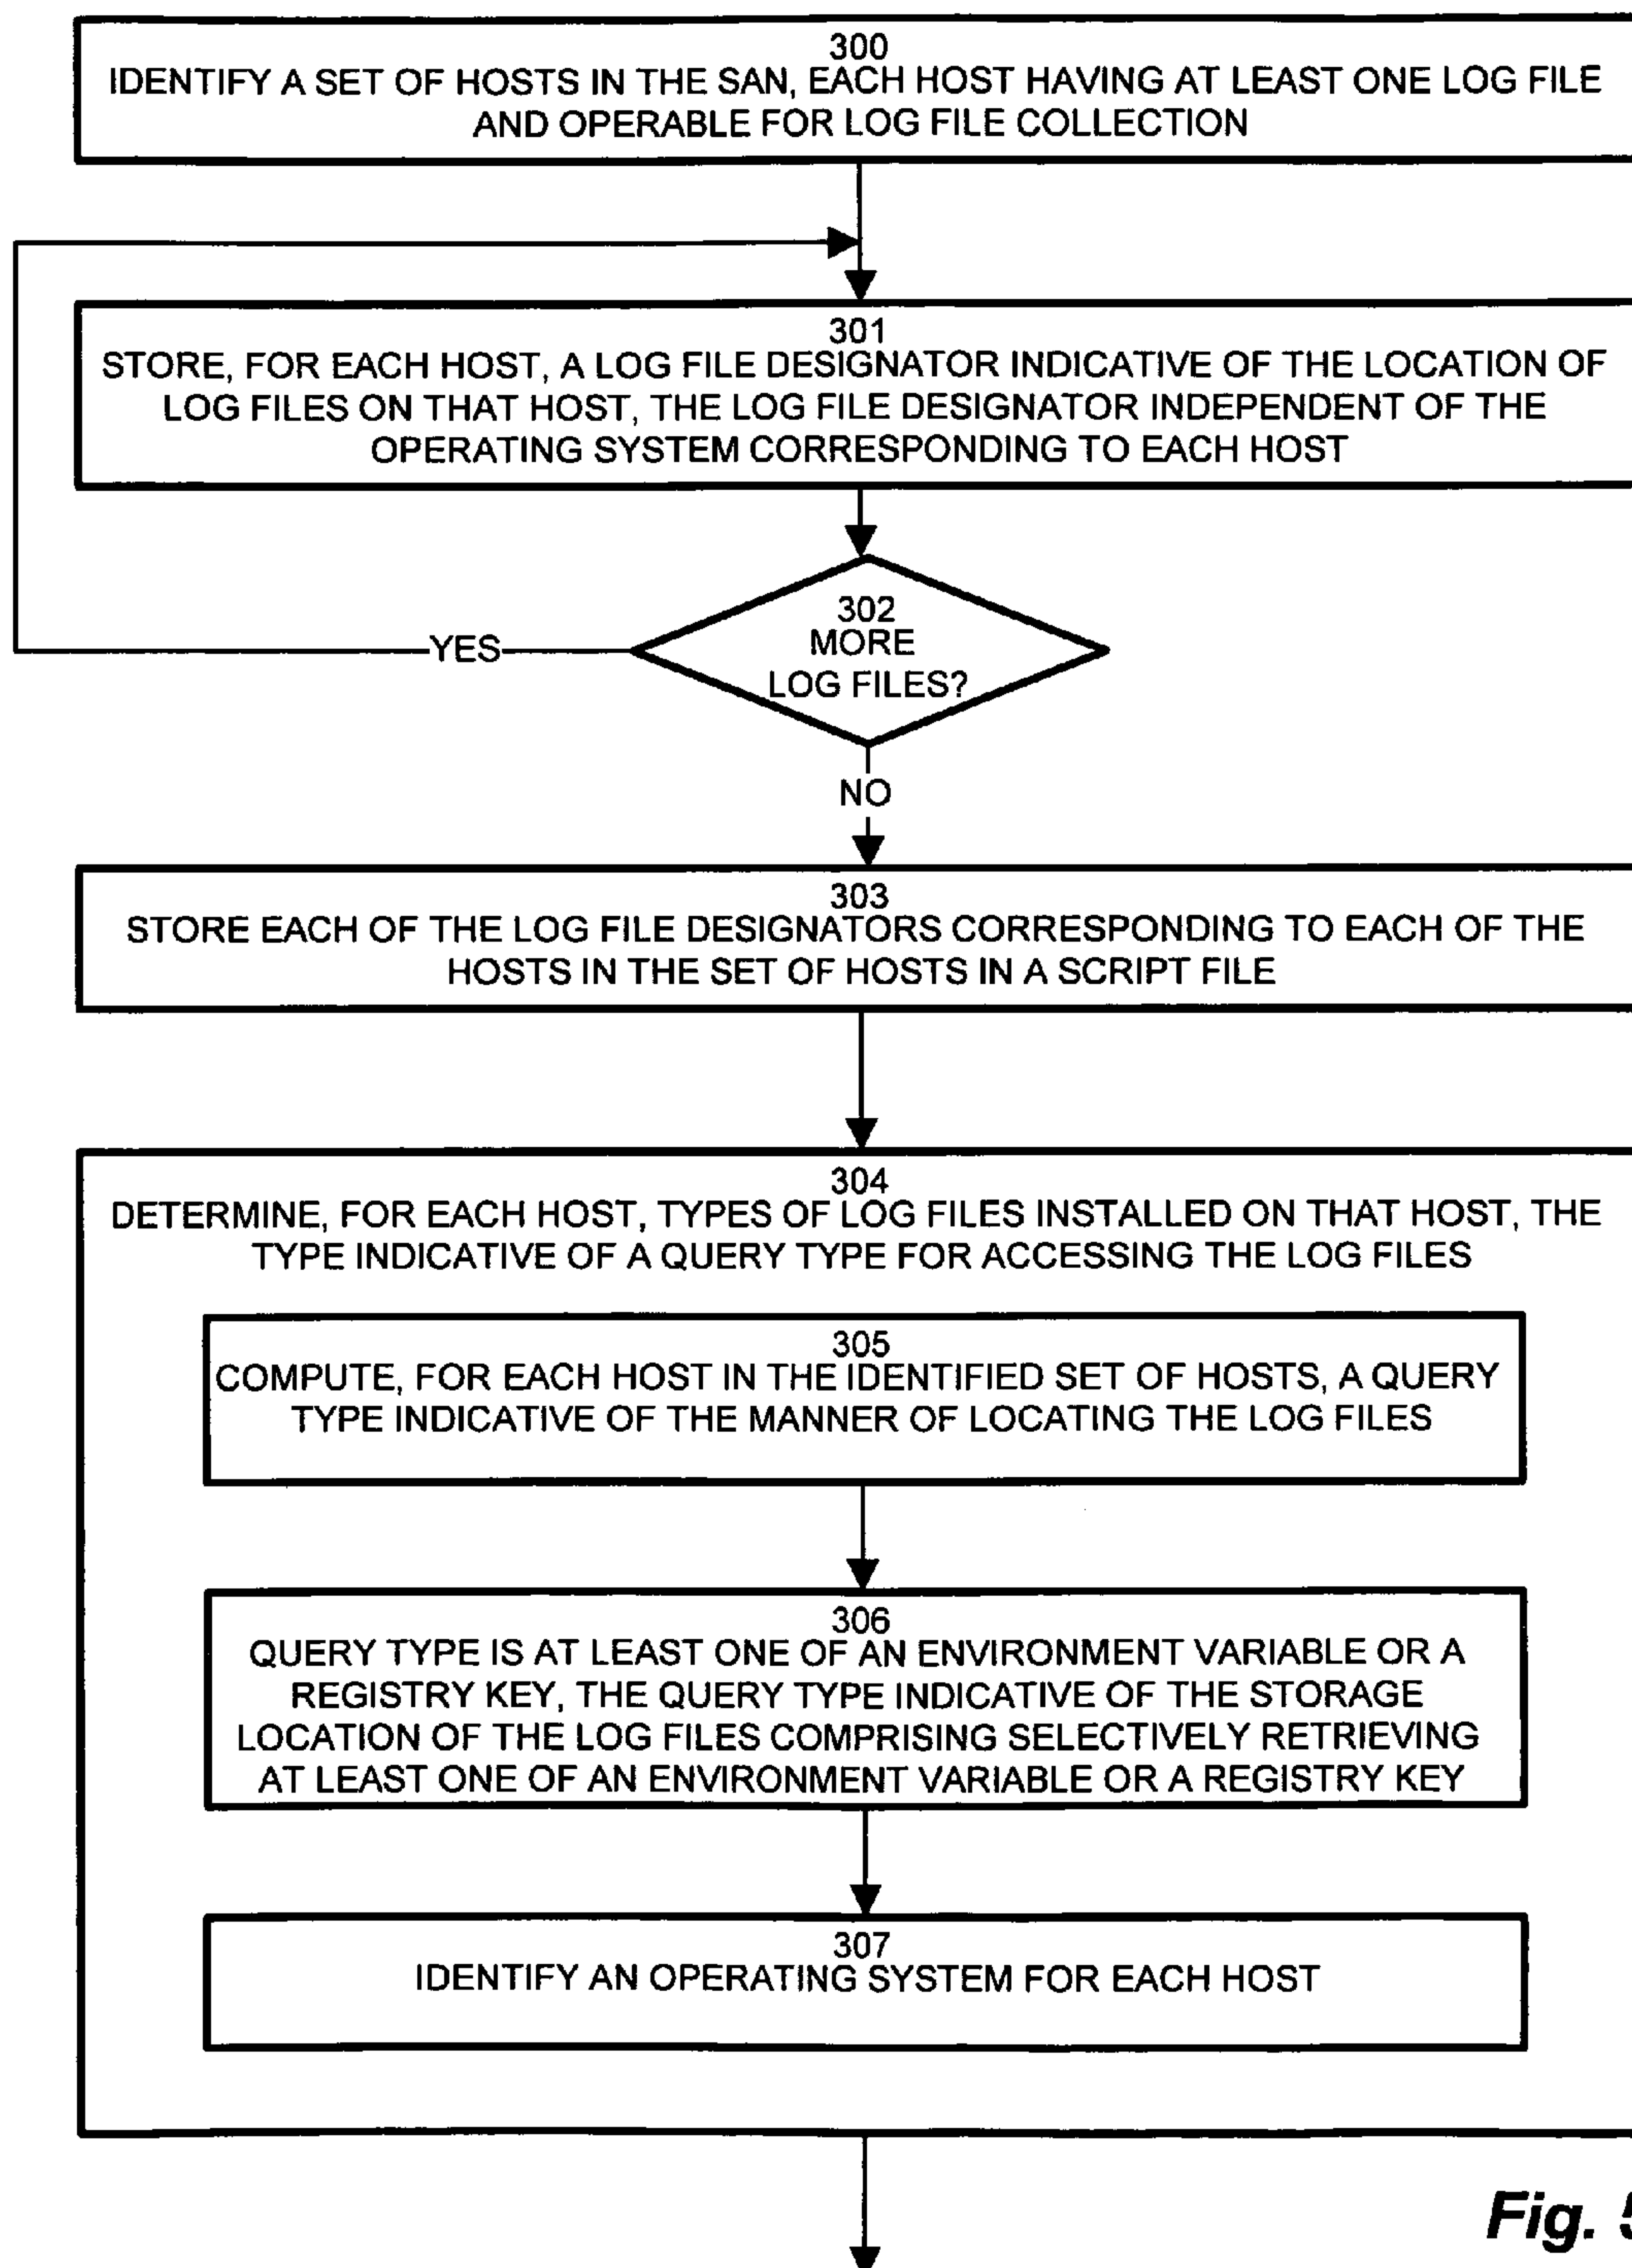 300
IDENTIFY A SET OF HOSTS IN THE SAN, EACH HOST HAVING AT LEAST ONE LOG FILE
AND OPERABLE FOR LOG FILE COLLECTION
301
STORE, FOR EACH HOST, A LOG FILE DESIGNATOR INDICATIVE OF THE LOCATION OF
LOG FILES ON THAT HOST, THE LOG FILE DESIGNATOR INDEPENDENT OF THE
OPERATING SYSTEM CORRESPONDING TO EACH HOST
302
MORE
LOG FILES?
YES
NO
303
STORE EACH OF THE LOG FILE DESIGNATORS CORRESPONDING TO EACH OF THE
HOSTS IN THE SET OF HOSTS IN A SCRIPT FILE
304
DETERMINE, FOR EACH HOST, TYPES OF LOG FILES INSTALLED ON THAT HOST, THE
TYPE INDICATIVE OF A QUERY TYPE FOR ACCESSING THE LOG FILES
305
COMPUTE, FOR EACH HOST IN THE IDENTIFIED SET OF HOSTS, A QUERY
TYPE INDICATIVE OF THE MANNER OF LOCATING THE LOG FILES
306
QUERY TYPE IS AT LEAST ONE OF AN ENVIRONMENT VARIABLE OR A
REGISTRY KEY, THE QUERY TYPE INDICATIVE OF THE STORAGE
LOCATION OF THE LOG FILES COMPRISING SELECTIVELY RETRIEVING
AT LEAST ONE OF AN ENVIRONMENT VARIABLE OR A REGISTRY KEY
307
IDENTIFY AN OPERATING SYSTEM FOR EACH HOST
Fig. 5